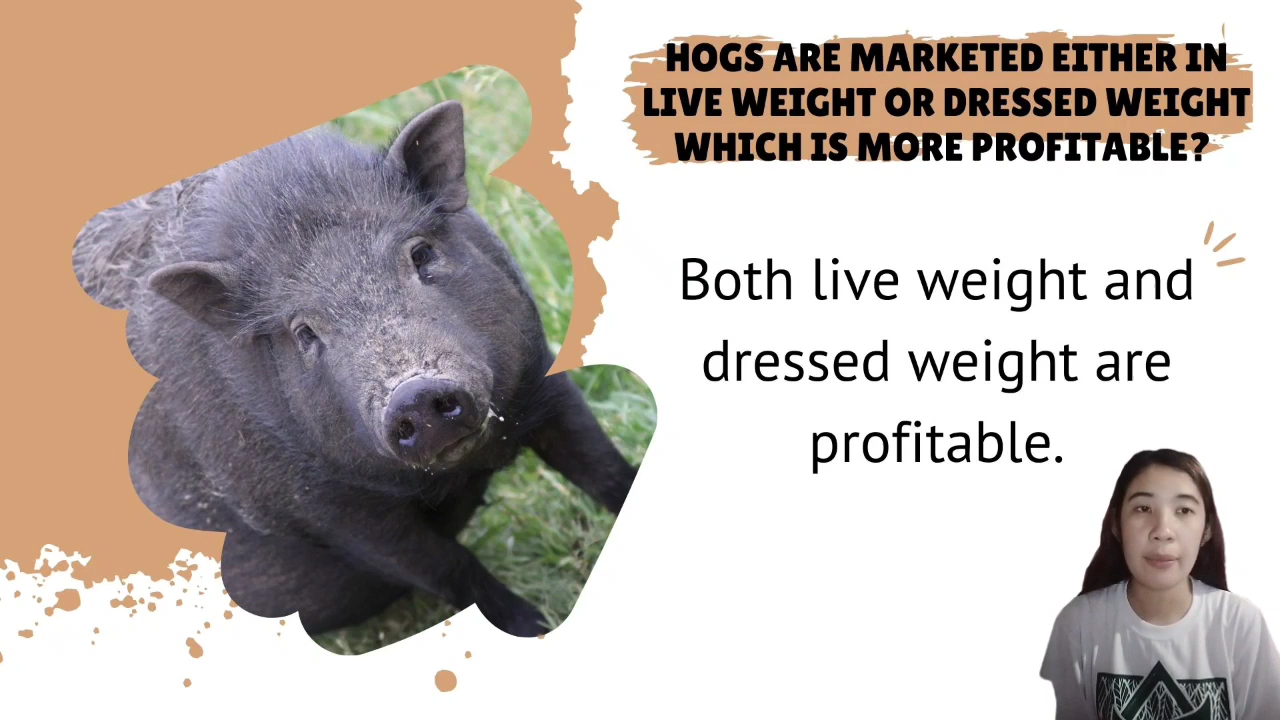 HOGS ARE MARKETED EITHER IN
LIVE WEIGHT OR DRESSED WEIGHT
WHICH IS MORE PROFITABLE?
Both live weight and
dressed weight are
profitable.